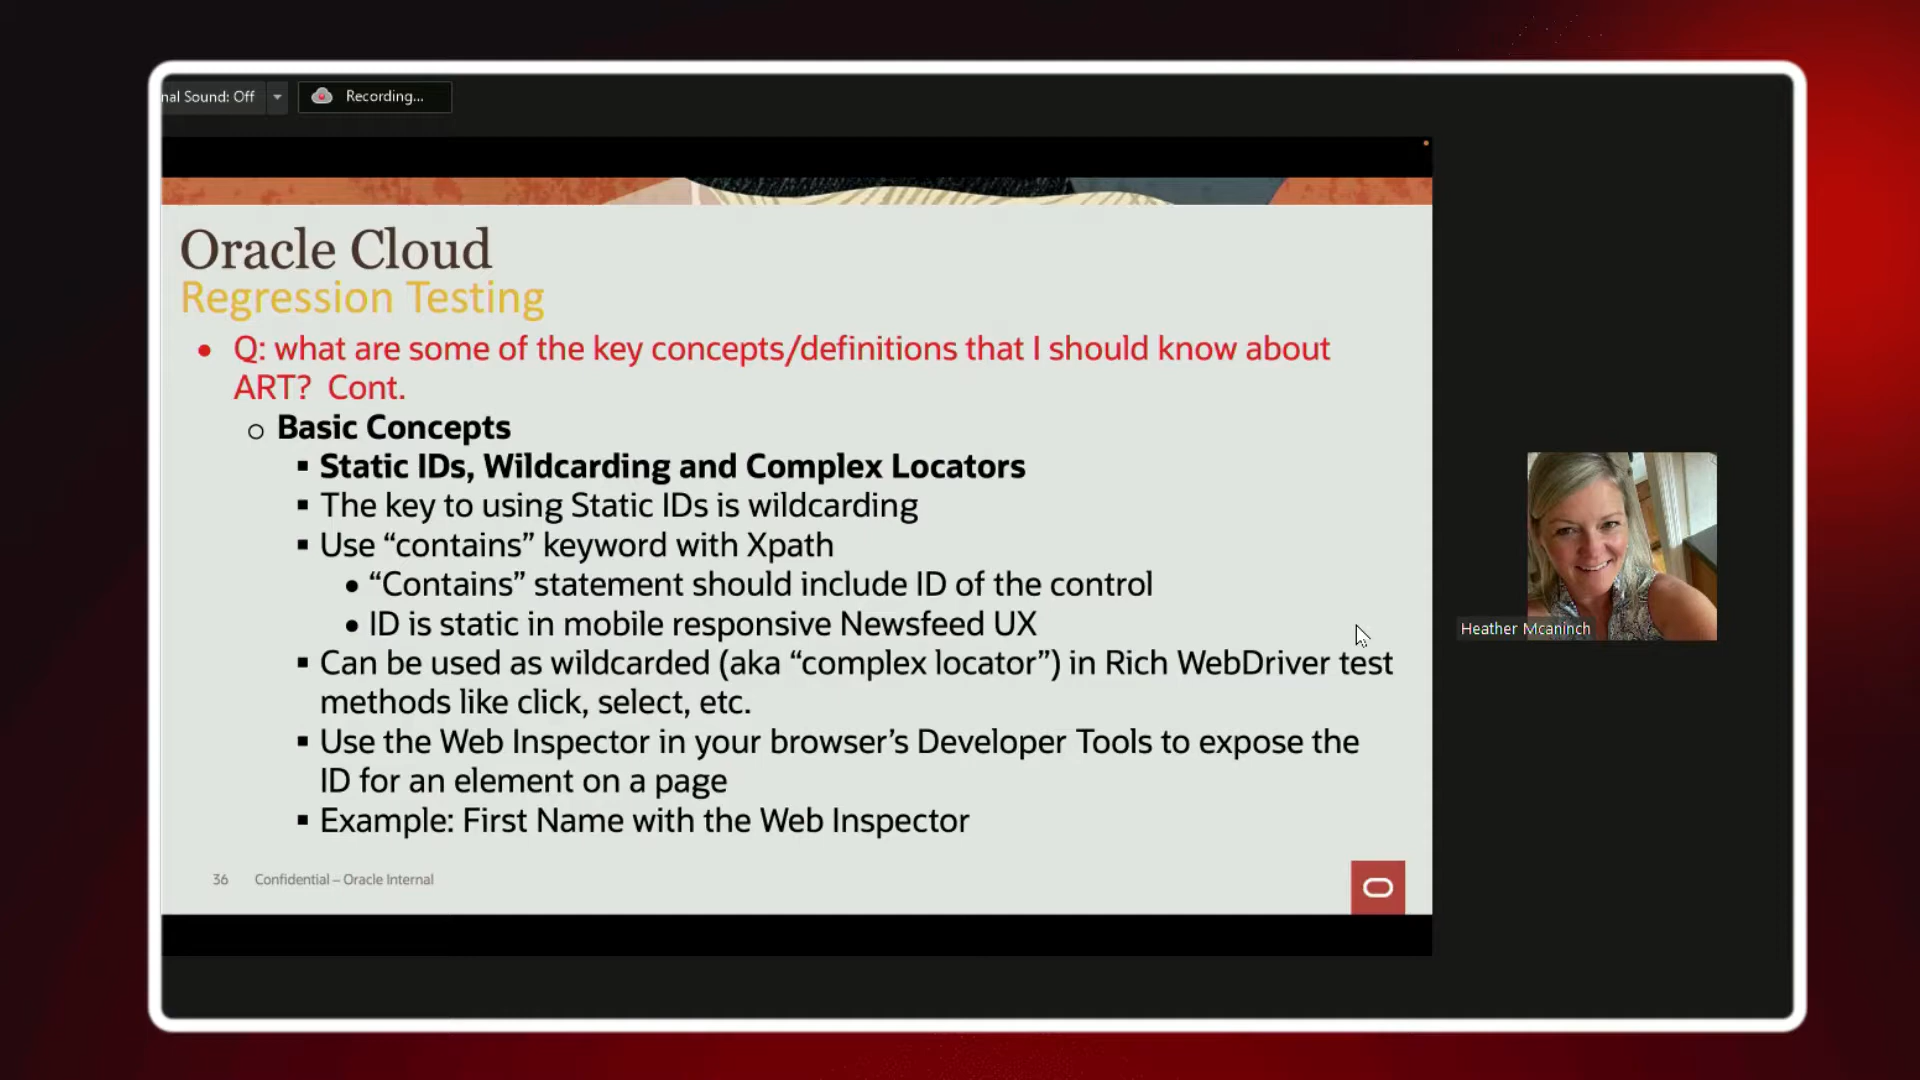 nal Sound: Off
Recording...
Oracle Cloud
Regression Testing
• Q: what are some of the key concepts/definitions that I should know about
ART? Cont.
o Basic Concepts
▪ Static IDs, Wildcarding and Complex Locators
▪ The key to using Static IDs is wildcarding
▪ Use “contains” keyword with Xpath
• “Contains” statement should include ID of the control
• ID is static in mobile responsive Newsfeed UX
▪ Can be used as wildcarded (aka “complex locator”) in Rich WebDriver test
methods like click, select, etc.
▪ Use the Web Inspector in your browser’s Developer Tools to expose the
ID for an element on a page
▪ Example: First Name with the Web Inspector
36 Confidential – Oracle Internal
Heather Mcaninch